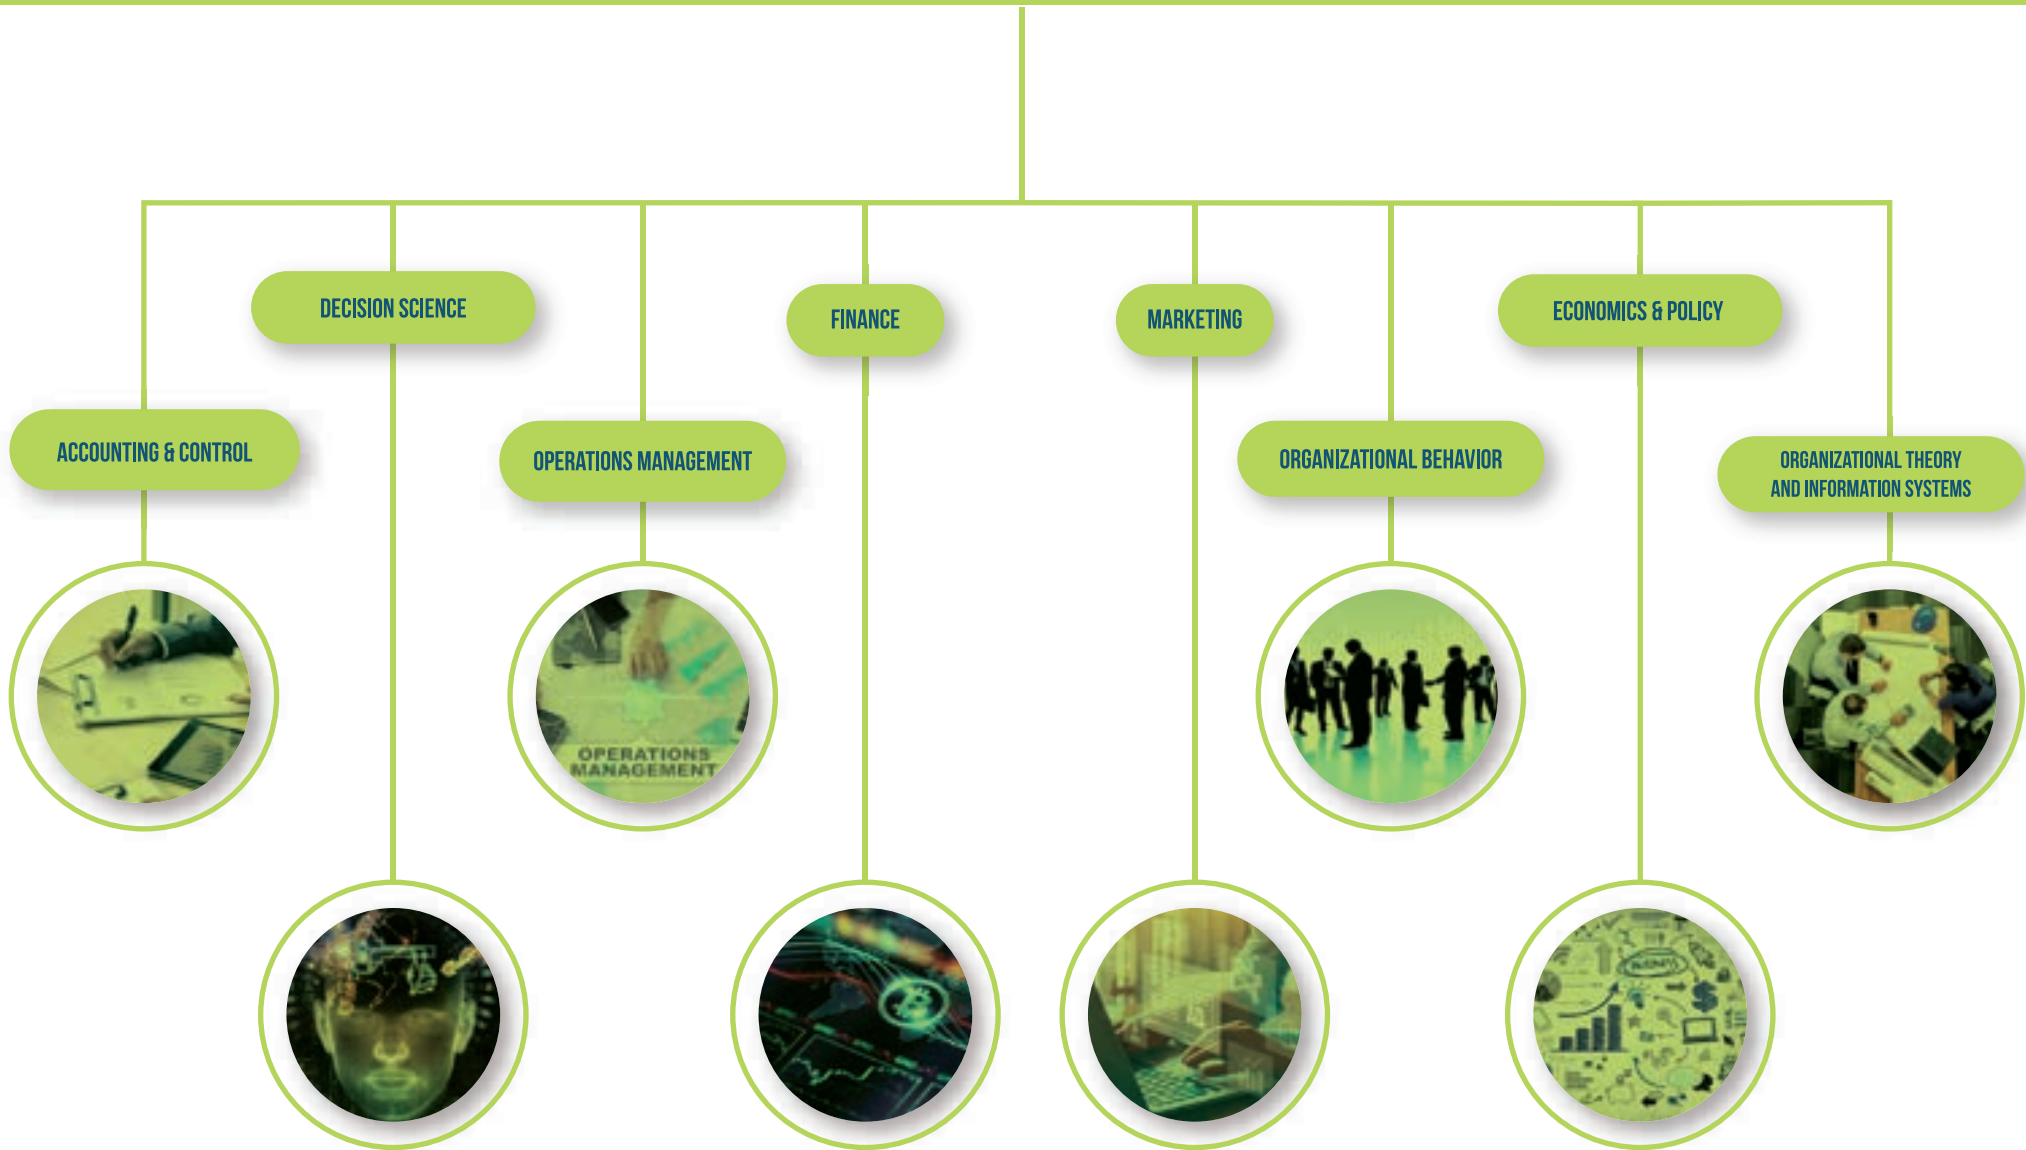 DECISION SCIENCE
FINANCE
MARKETING
ECONOMICS & POLICY
ACCOUNTING & CONTROL
OPERATIONS MANAGEMENT
ORGANIZATIONAL BEHAVIOR
ORGANIZATIONAL THEORY
AND INFORMATION SYSTEMS
OPERATIONS
MANAGEMENT
BUSINESS